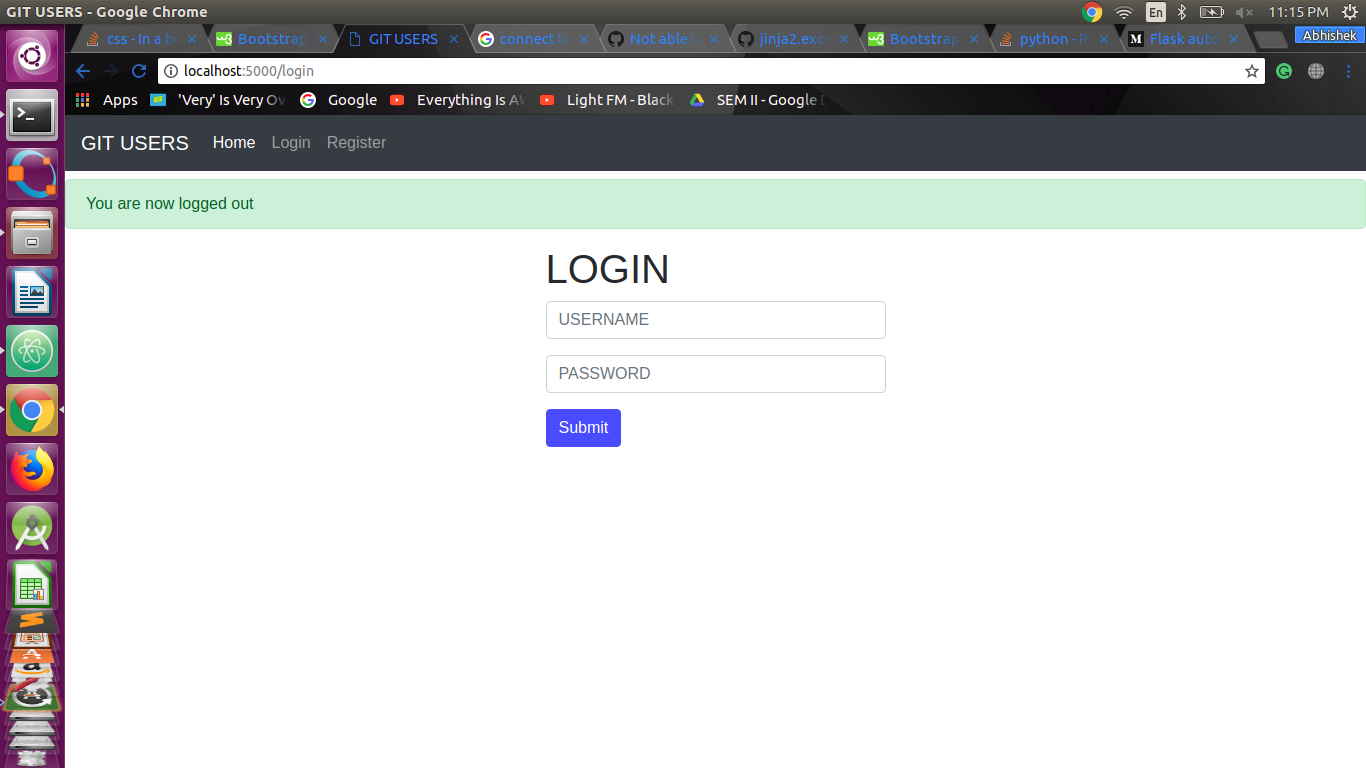 GIT USERS - Google Chrome
En
11:15 PM
css - In a b
Bootstrap
GIT USERS
connect t
Not able t
jinja2.exce
Bootstrap
python - R
Flask auto
Abhishek
localhost:5000/login
Apps
'Very' Is Very Ov
Google
Everything Is AW
Light FM - Black
SEM II - Google D
GIT USERS Home Login Register
You are now logged out
LOGIN
USERNAME
PASSWORD
Submit